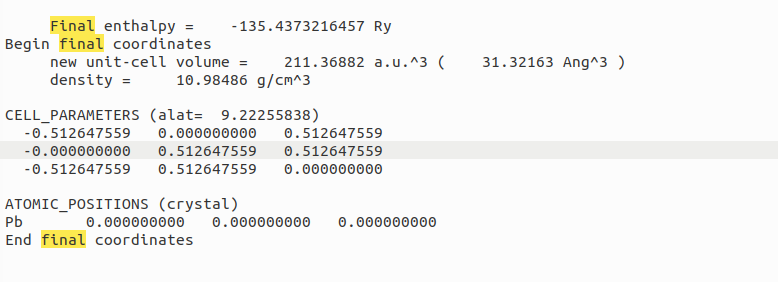 Final enthalpy =    -135.4373216457 Ry
Begin final coordinates
new unit-cell volume =    211.36882 a.u.^3 (    31.32163 Ang^3 )
density =     10.98486 g/cm^3
CELL_PARAMETERS (alat=  9.22255838)
-0.512647559   0.000000000   0.512647559
-0.000000000   0.512647559   0.512647559
-0.512647559   0.512647559   0.000000000
ATOMIC_POSITIONS (crystal)
Pb       0.000000000   0.000000000   0.000000000
End final coordinates